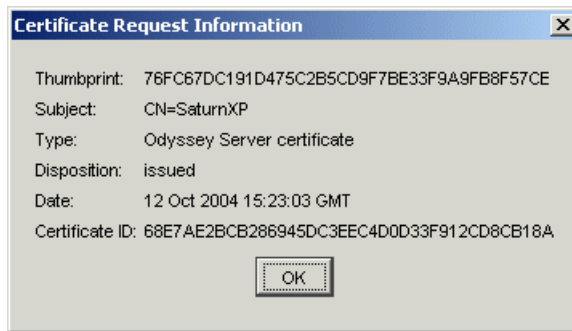 Certificate Request Information
Thumbprint: 76FC67DC191D475C2B5CD9F7BE33F9A9FB8F57CE
Subject: CN=SaturnXP
Type: Odyssey Server certificate
Disposition: issued
Date: 12 Oct 2004 15:23:03 GMT
Certificate ID: 68E7AE2BCB286945DC3EEC4D0D33F912CD8CB18A
OK